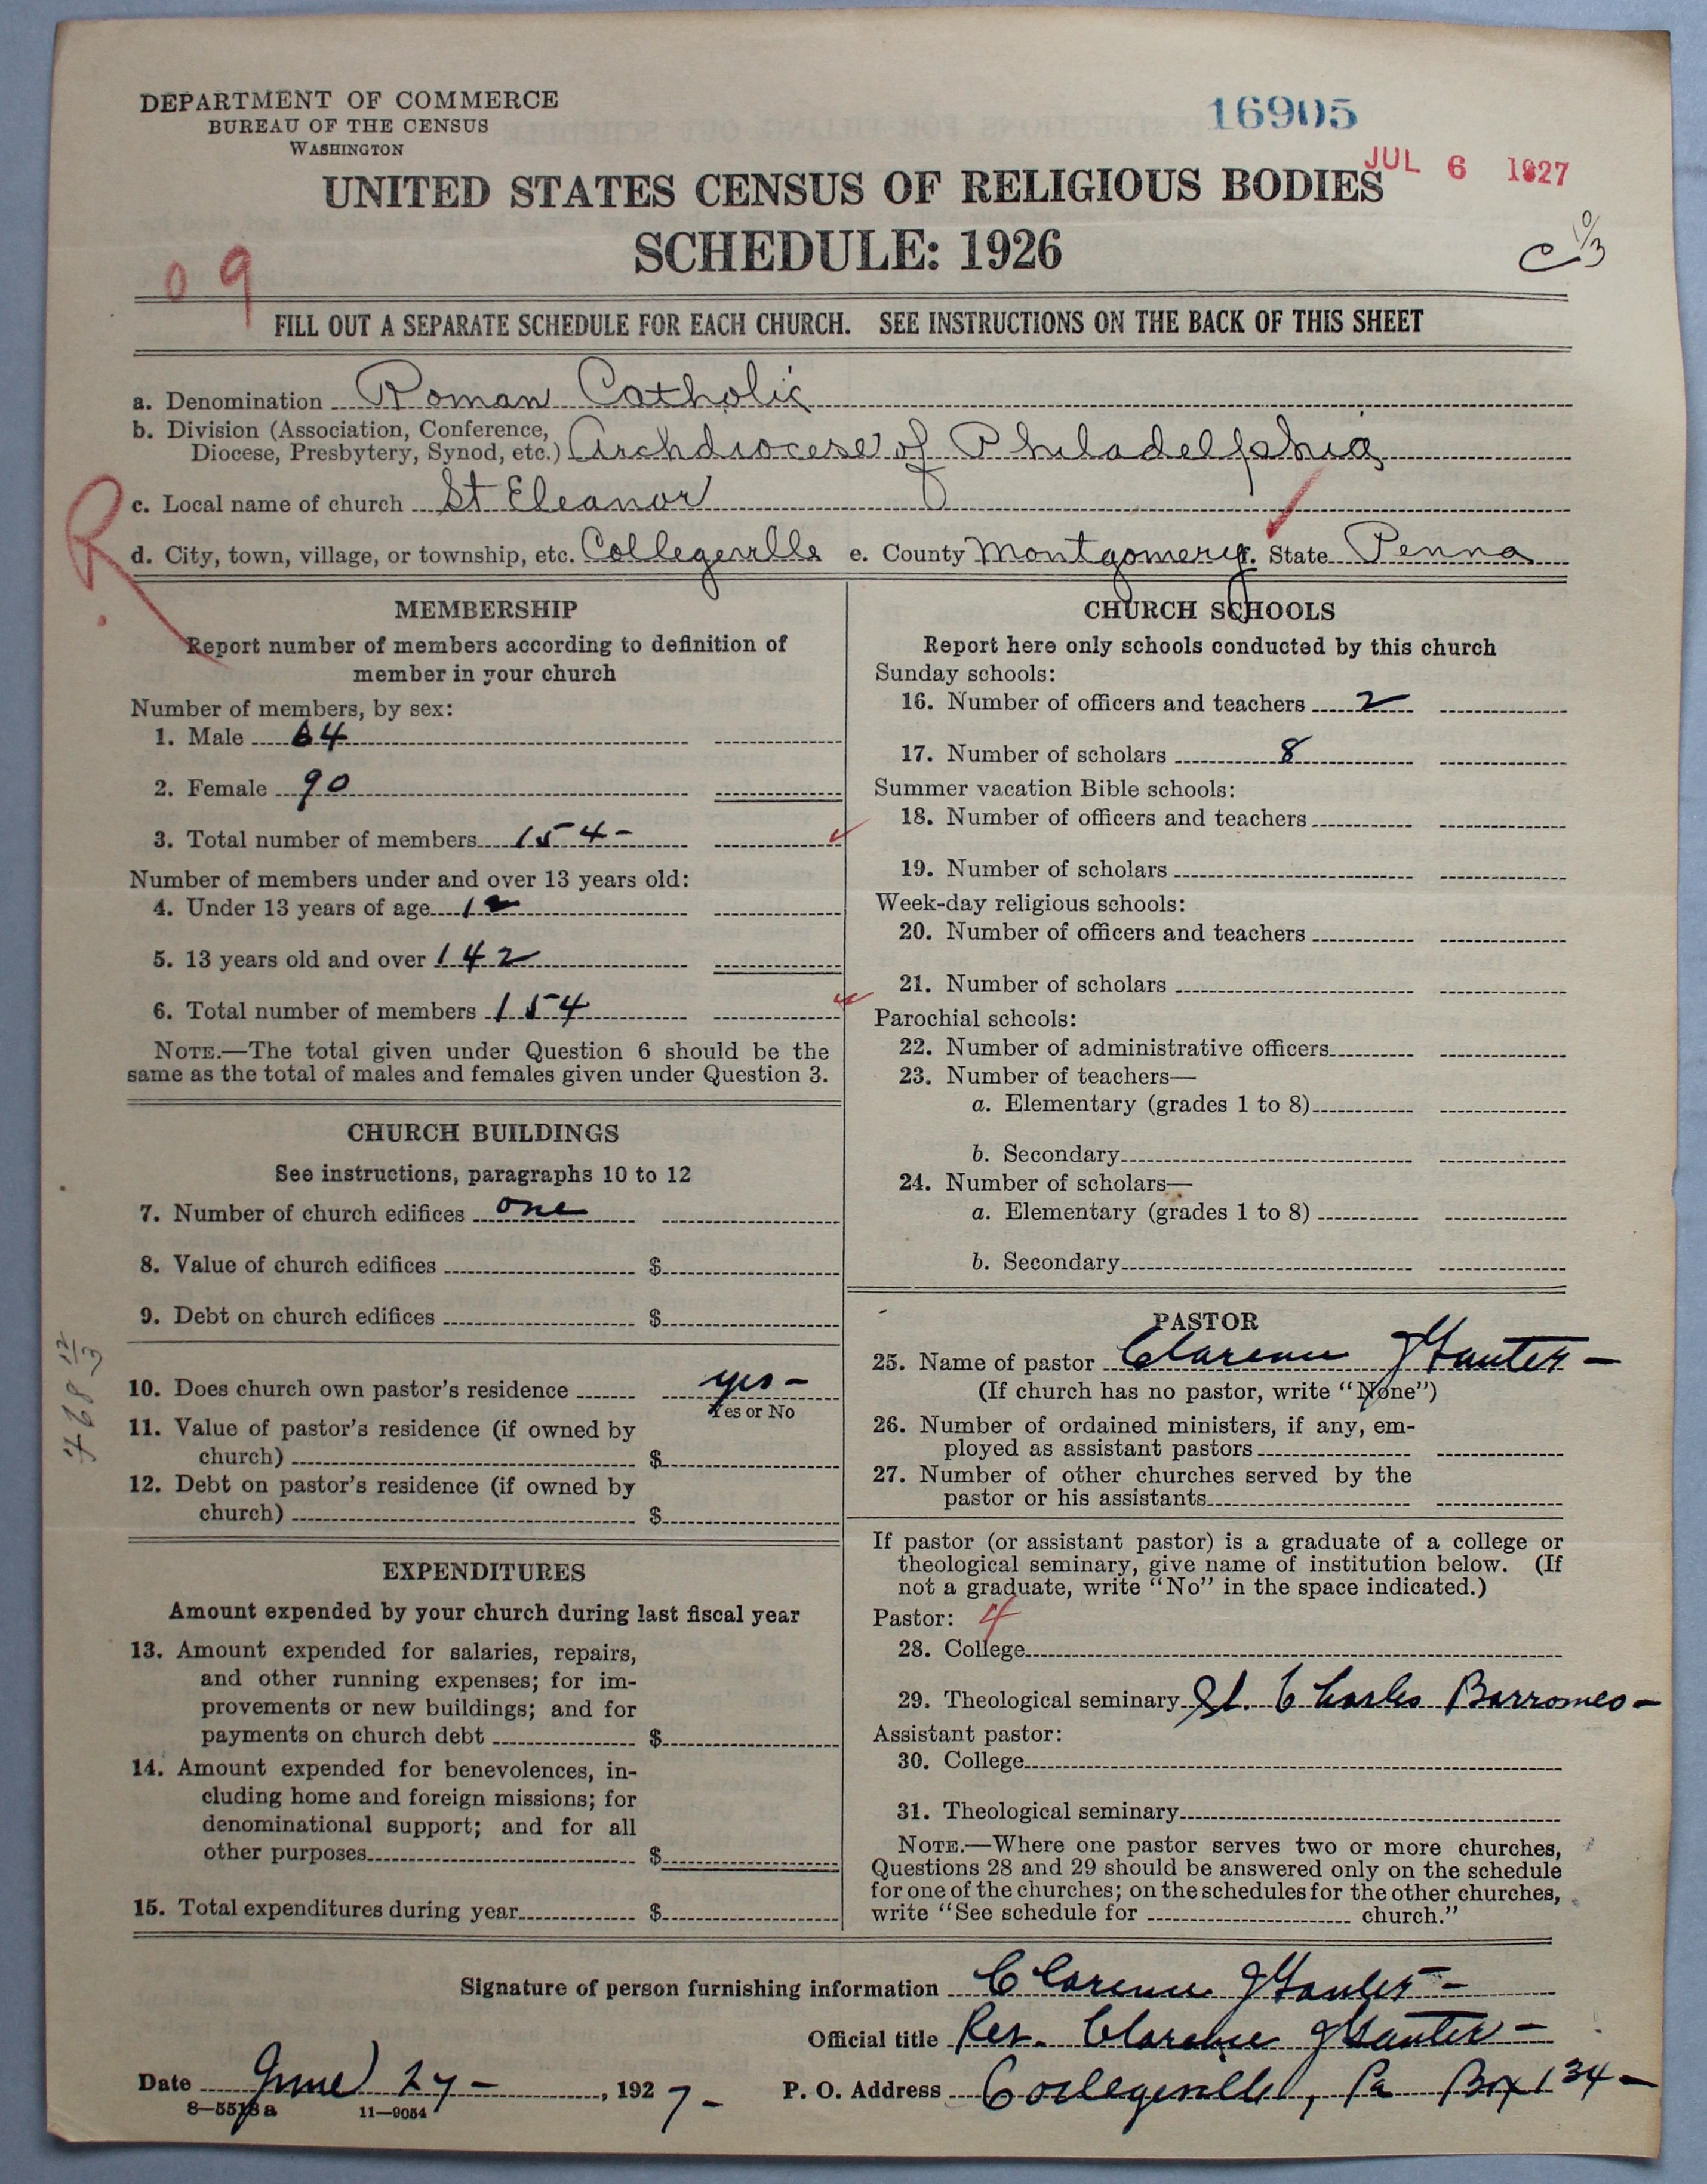 DEPARTMENT OF COMMERCE
BUREAU OF THE CENSUS
WASHINGTON
16905
JUL 6 1927
UNITED STATES CENSUS OF RELIGIOUS BODIES
SCHEDULE: 1926
09
FILL OUT A SEPARATE SCHEDULE FOR EACH CHURCH. SEE INSTRUCTIONS ON THE BACK OF THIS SHEET
a. Denomination Roman Catholic
b. Division (Association, Conference,
Diocese, Presbytery, Synod, etc.) Archdiocese of Philadelphia
c. Local name of church St Eleanor
R
d. City, town, village, or township, etc. Collegeville e. County Montgomery. State Penna
MEMBERSHIP
Report number of members according to definition of
member in your church
Number of members, by sex:
1. Male 64
2. Female 90
3. Total number of members 154-
Number of members under and over 13 years old:
4. Under 13 years of age 12
5. 13 years old and over 142
6. Total number of members 154
NOTE.—The total given under Question 6 should be the
same as the total of males and females given under Question 3.
CHURCH BUILDINGS
See instructions, paragraphs 10 to 12
7. Number of church edifices one
8. Value of church edifices $
9. Debt on church edifices $
10. Does church own pastor's residence yes-
Yes or No
11. Value of pastor's residence (if owned by
church) $
12. Debt on pastor's residence (if owned by
church) $
EXPENDITURES
Amount expended by your church during last fiscal year
13. Amount expended for salaries, repairs,
and other running expenses; for im-
provements or new buildings; and for
payments on church debt $
14. Amount expended for benevolences, in-
cluding home and foreign missions; for
denominational support; and for all
other purposes $
15. Total expenditures during year $
CHURCH SCHOOLS
Report here only schools conducted by this church
Sunday schools:
16. Number of officers and teachers 2
17. Number of scholars 8
Summer vacation Bible schools:
18. Number of officers and teachers
19. Number of scholars
Week-day religious schools:
20. Number of officers and teachers
21. Number of scholars
Parochial schools:
22. Number of administrative officers
23. Number of teachers—
a. Elementary (grades 1 to 8)
b. Secondary
24. Number of scholars—
a. Elementary (grades 1 to 8)
b. Secondary
PASTOR
25. Name of pastor Clarence J
(If church has no pastor, write "None")
26. Number of ordained ministers, if any, em-
ployed as assistant pastors
27. Number of other churches served by the
pastor or his assistants
If pastor (or assistant pastor) is a graduate of a college or
theological seminary, give name of institution below. (If
not a graduate, write "No" in the space indicated.)
Pastor: 4
28. College
29. Theological seminary St. Charles Borromeo-
Assistant pastor:
30. College
31. Theological seminary
NOTE.—Where one pastor serves two or more churches,
Questions 28 and 29 should be answered only on the schedule
for one of the churches; on the schedules for the other churches,
write "See schedule for church."
Signature of person furnishing information Clarence J
Official title Rev. Clarence J
Date June 27-, 1927- P. O. Address Collegeville, Pa Box 134-
8—5518a 11—9054